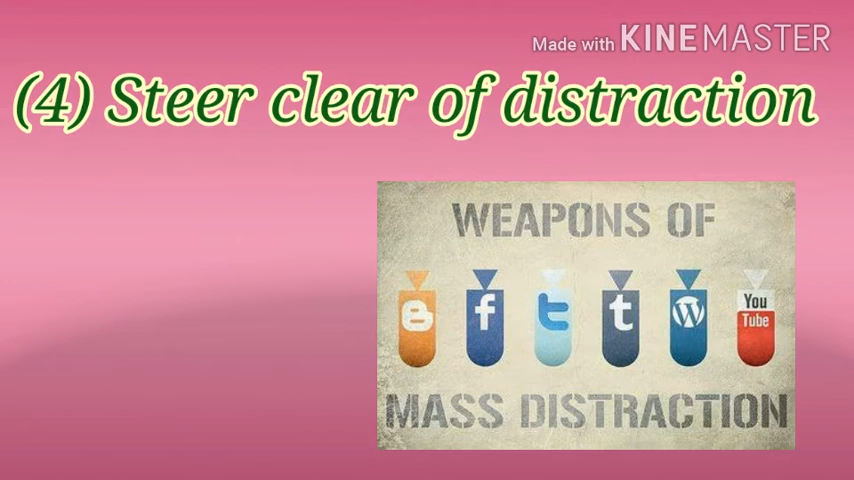 Made with KINEMASTER
(4) Steer clear of distraction
WEAPONS OF
B f t t W You Tube
MASS DISTRACTION